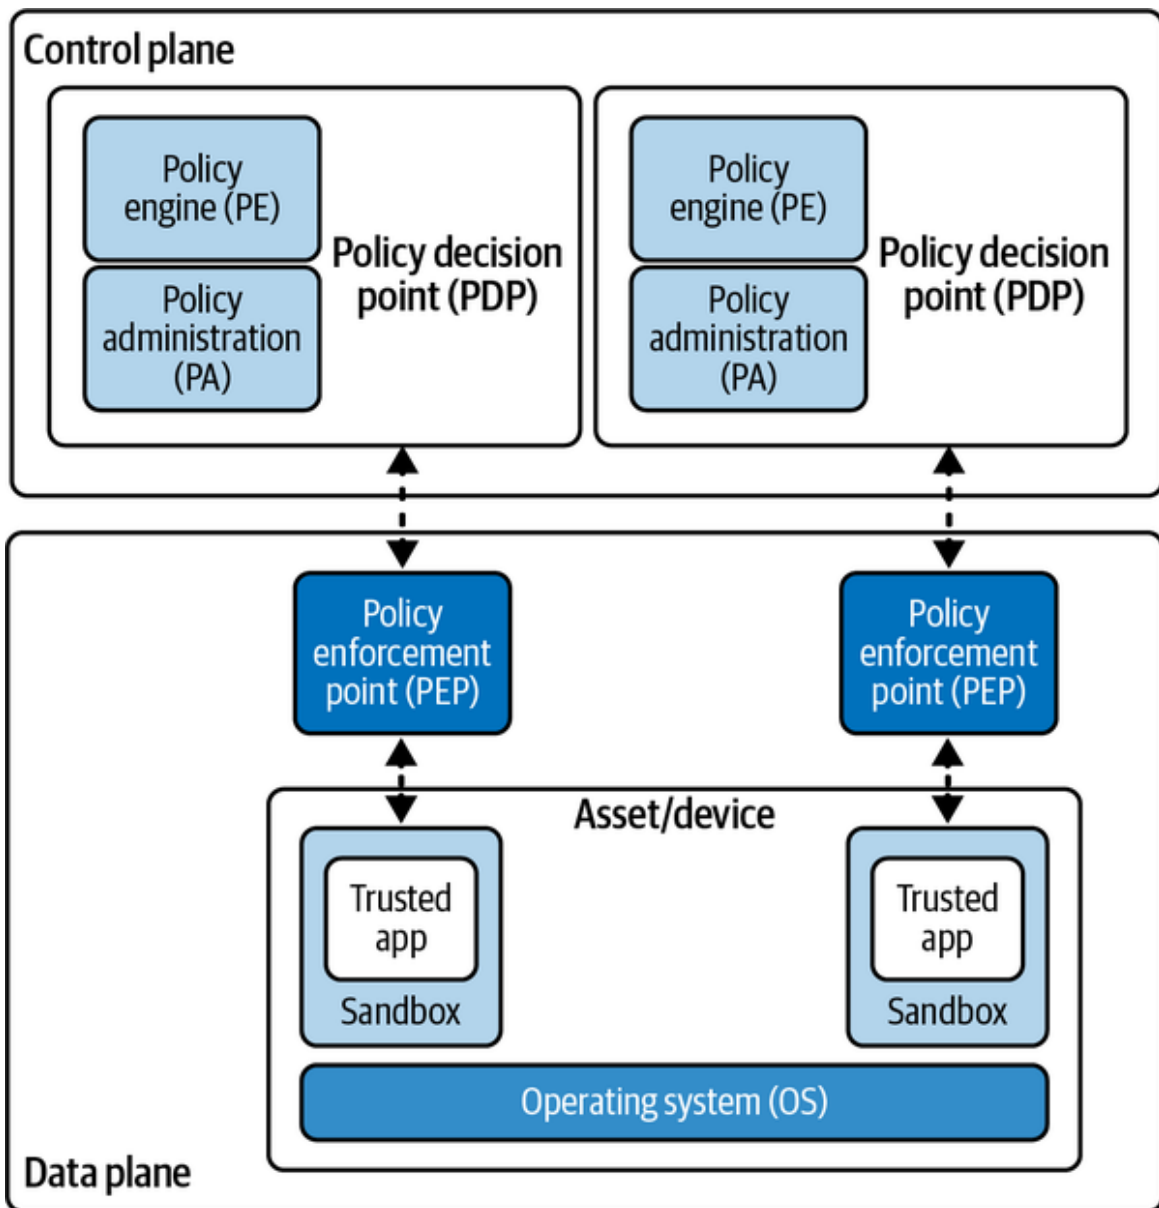 Control plane
Policy
engine (PE)
Policy
administration
(PA)
Policy decision
point (PDP)
Policy
engine (PE)
Policy
administration
(PA)
Policy decision
point (PDP)
Policy
enforcement
point (PEP)
Policy
enforcement
point (PEP)
Asset/device
Trusted
app
Sandbox
Trusted
app
Sandbox
Operating system (OS)
Data plane